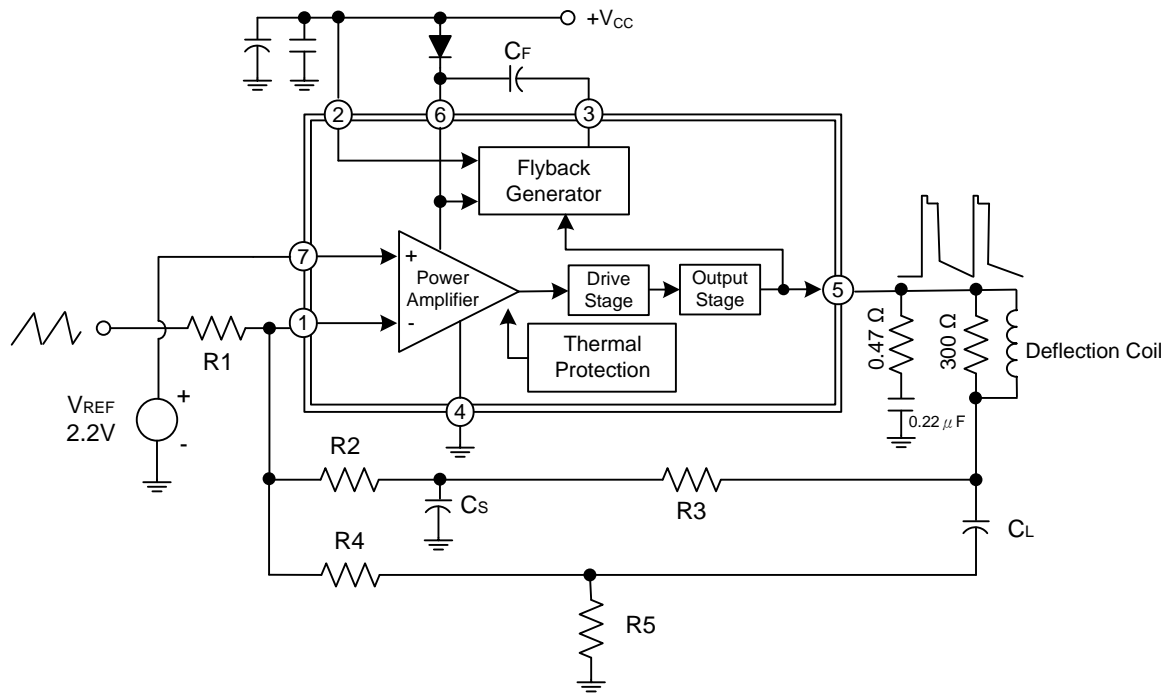 +VCC
CF
2
6
3
Flyback
Generator
7
+
Power
Amplifier
-
Drive
Stage
Output
Stage
5
1
R1
Thermal
Protection
4
0.47 Ω
300 Ω
Deflection Coil
0.22 μF
VREF
2.2V
+
-
R2
CS
R3
CL
R4
R5